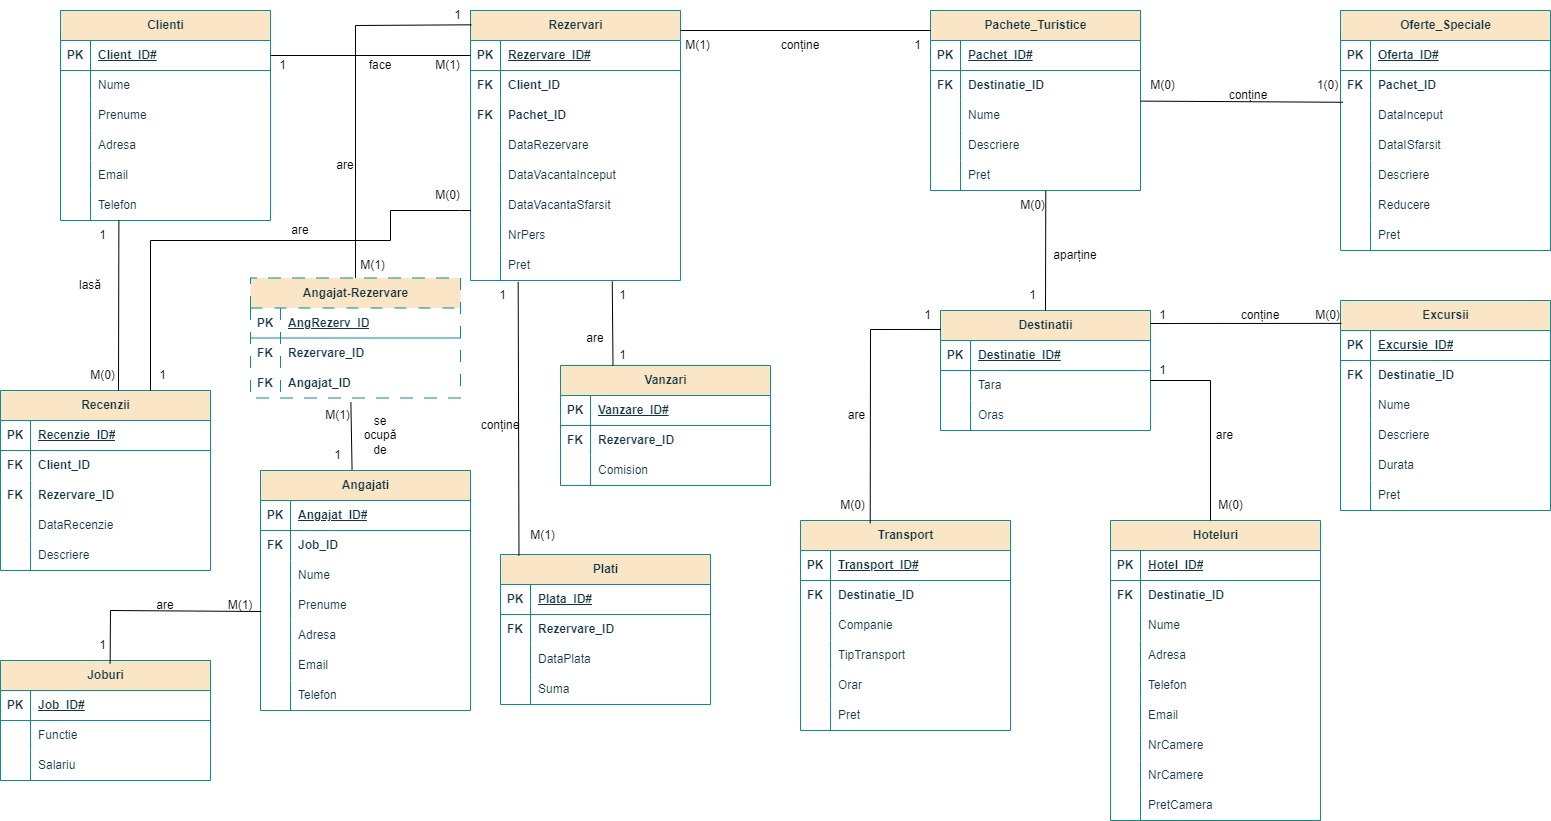 Clienti
PK Client_ID#
Nume
Prenume
Adresa
Email
Telefon
1
face
M(1)
1
are
M(1)
Rezervari
PK Rezervare_ID#
FK Client_ID
FK Pachet_ID
DataRezervare
DataVacantaInceput
DataVacantaSfarsit
NrPers
Pret
M(1)
conține
1
Pachete_Turistice
PK Pachet_ID#
FK Destinatie_ID
Nume
Descriere
Pret
M(0)
conține
1(0)
Oferte_Speciale
PK Oferta_ID#
FK Pachet_ID
DataInceput
DatalSfarsit
Descriere
Reducere
Pret
1
lasă
M(0)
M(0)
are
1
Angajat-Rezervare
PK AngRezerv_ID
FK Rezervare_ID
FK Angajat_ID
M(1)
se
ocupă
de
1
Recenzii
PK Recenzie_ID#
FK Client_ID
FK Rezervare_ID
DataRecenzie
Descriere
Angajati
PK Angajat_ID#
FK Job_ID
Nume
Prenume
Adresa
Email
Telefon
M(1)
are
1
Joburi
PK Job_ID#
Functie
Salariu
1
conține
M(1)
Plati
PK Plata_ID#
FK Rezervare_ID
DataPlata
Suma
1
are
1
Vanzari
PK Vanzare_ID#
FK Rezervare_ID
Comision
M(0)
aparține
1
Destinatii
PK Destinatie_ID#
Tara
Oras
1
conține
M(0)
Excursii
PK Excursie_ID#
FK Destinatie_ID
Nume
Descriere
Durata
Pret
1
are
M(0)
Transport
PK Transport_ID#
FK Destinatie_ID
Companie
TipTransport
Orar
Pret
1
are
M(0)
Hoteluri
PK Hotel_ID#
FK Destinatie_ID
Nume
Adresa
Telefon
Email
NrCamere
NrCamere
PretCamera